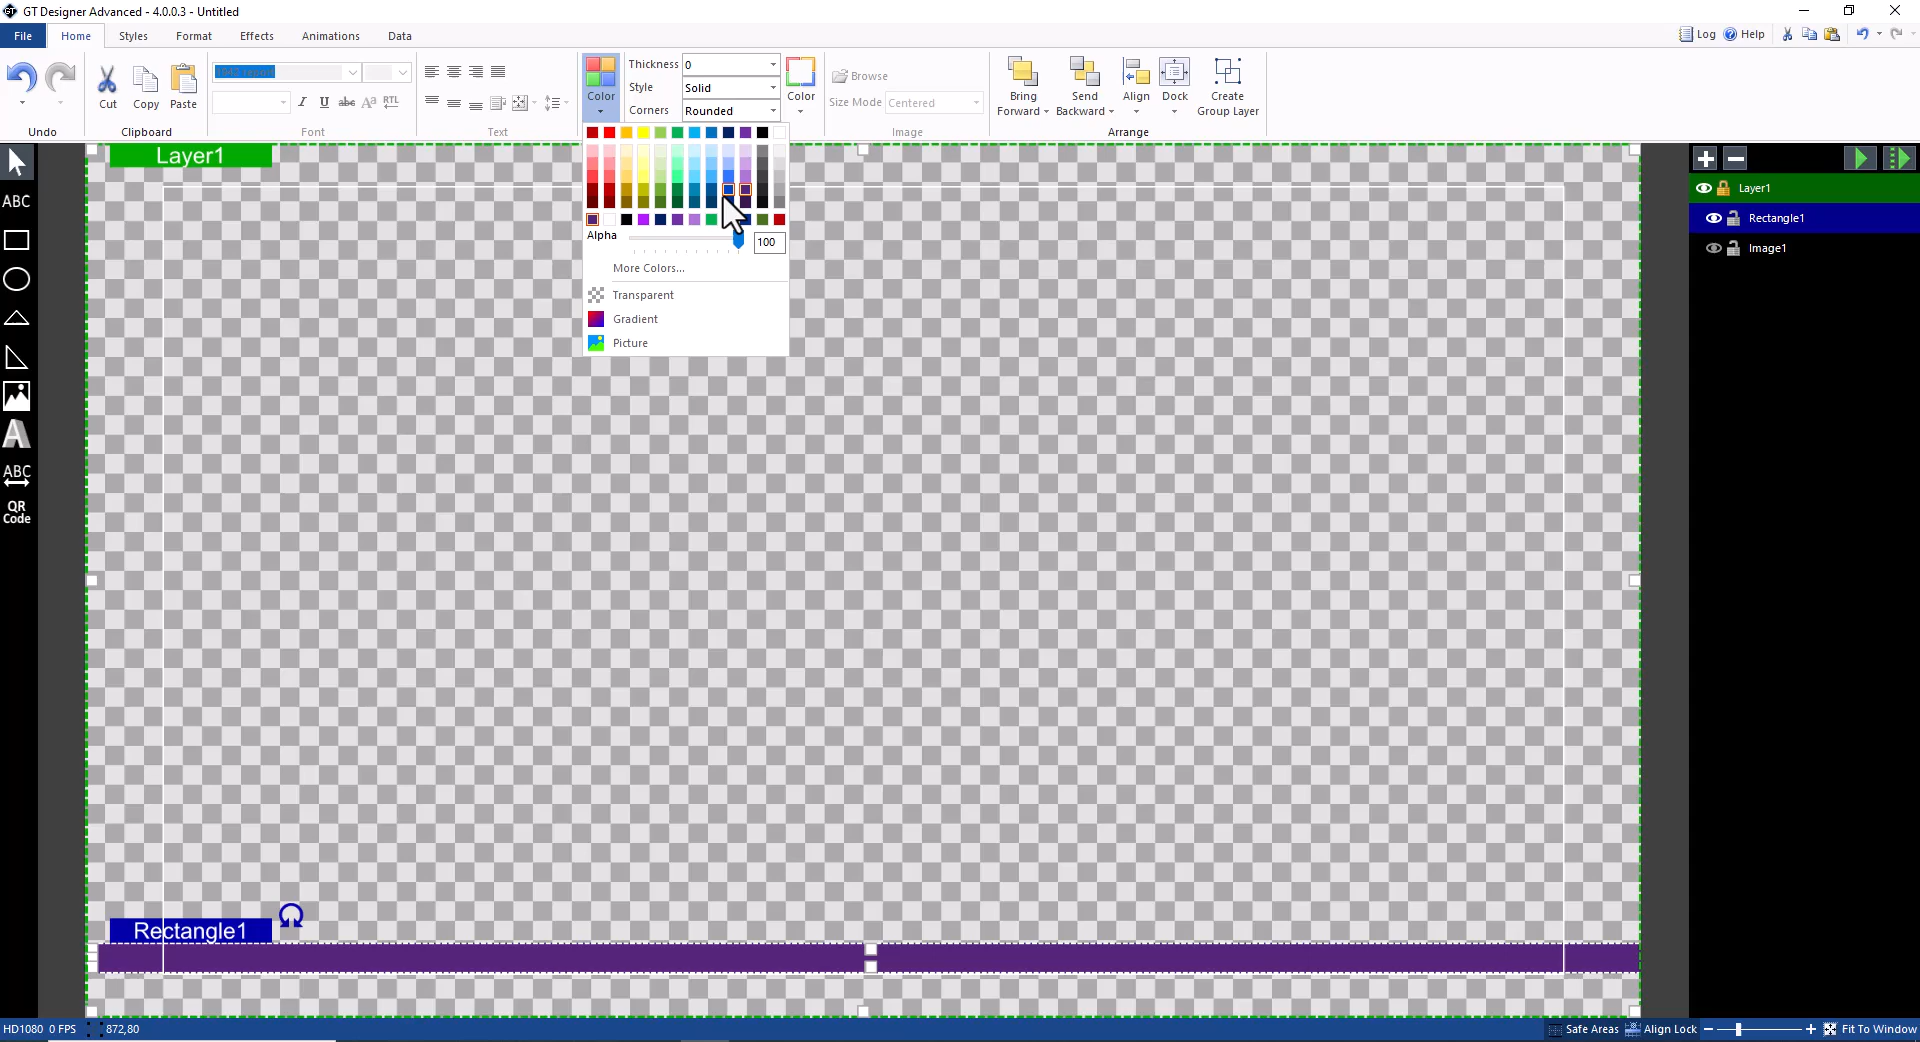 GT Designer Advanced - 4.0.0.3 - Untitled
File Home Styles Format Effects Animations Data
Log Help
Cut Copy Paste
Undo Clipboard Font Text
Color
Thickness 0
Style Solid
Corners Rounded
Color
Browse
Size Mode Centered
Image
Bring Forward
Send Backward
Align
Dock
Create Group Layer
Arrange
RTL
Alpha 100
More Colors...
Transparent
Gradient
Picture
ABC
ABC
QR
Code
Layer1
Rectangle1
Layer1
Rectangle1
Image1
HD1080 0 FPS 872,80
Safe Areas Align Lock Fit To Window